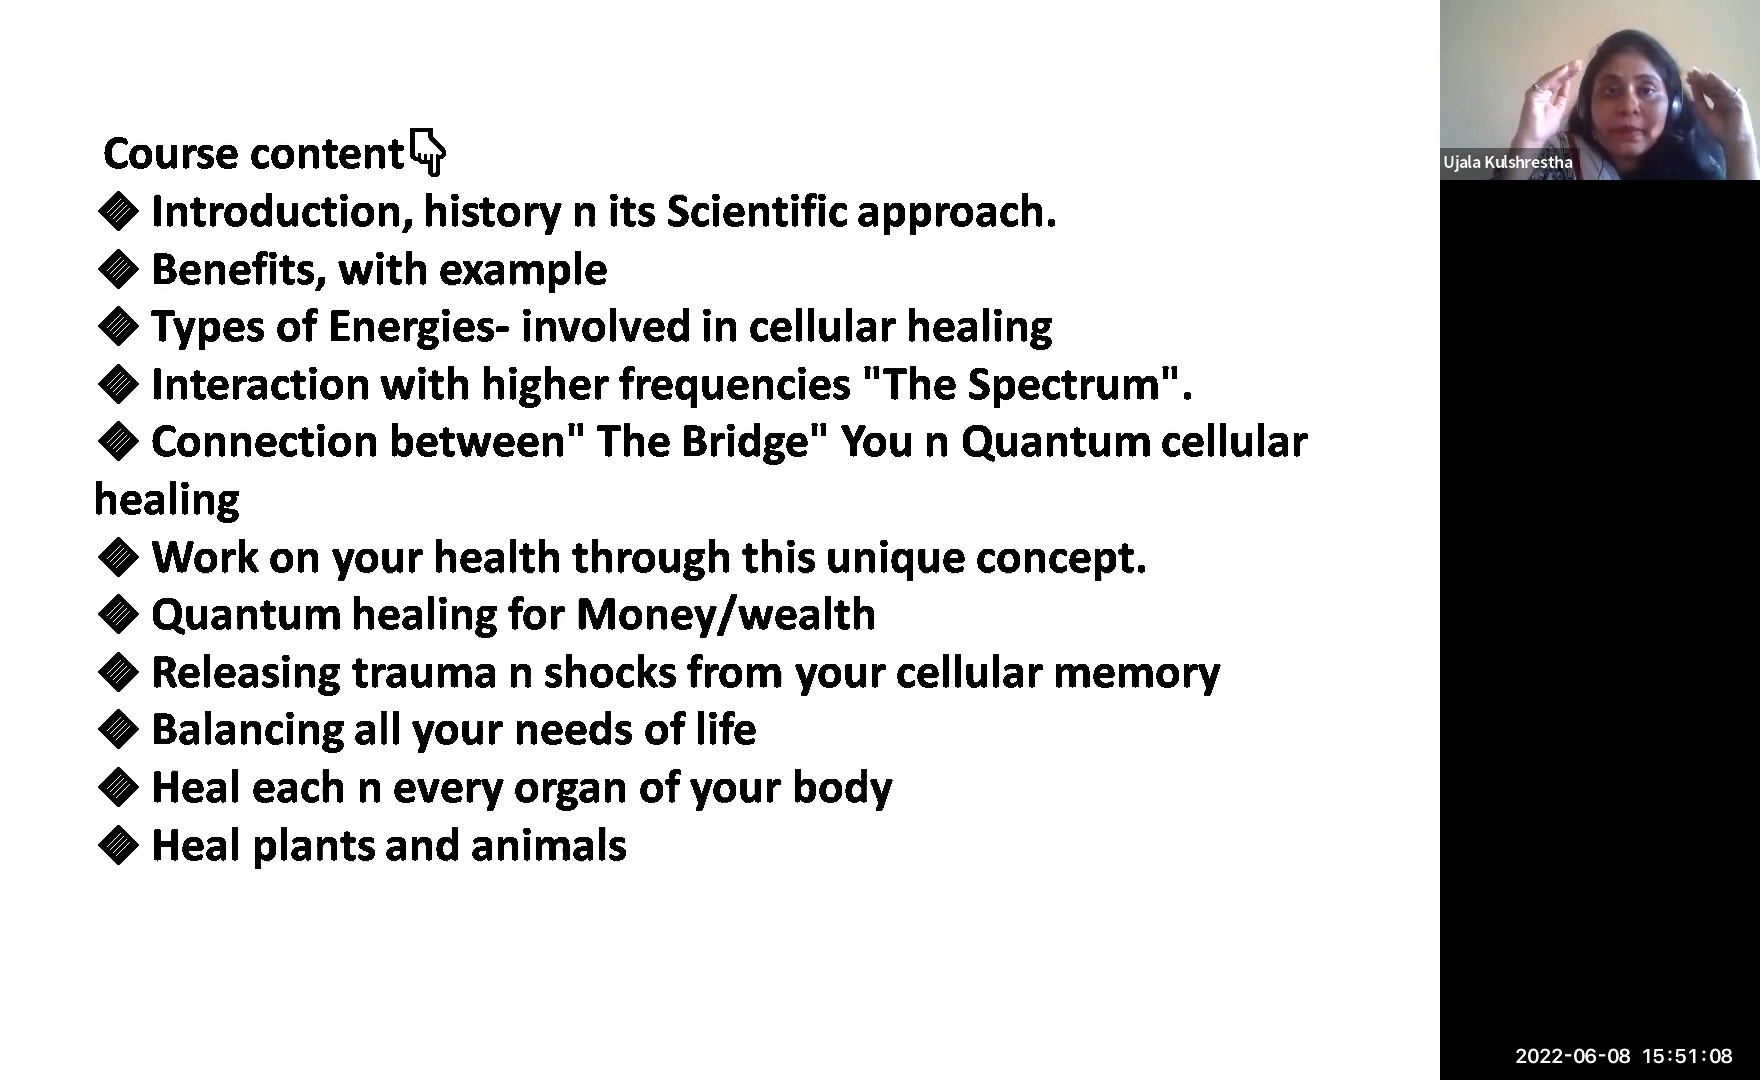 Course content👇
◆ Introduction, history n its Scientific approach.
◆ Benefits, with example
◆ Types of Energies- involved in cellular healing
◆ Interaction with higher frequencies "The Spectrum".
◆ Connection between" The Bridge" You n Quantum cellular
healing
◆ Work on your health through this unique concept.
◆ Quantum healing for Money/wealth
◆ Releasing trauma n shocks from your cellular memory
◆ Balancing all your needs of life
◆ Heal each n every organ of your body
◆ Heal plants and animals
Ujala Kulshrestha
2022-06-08 15:51:08